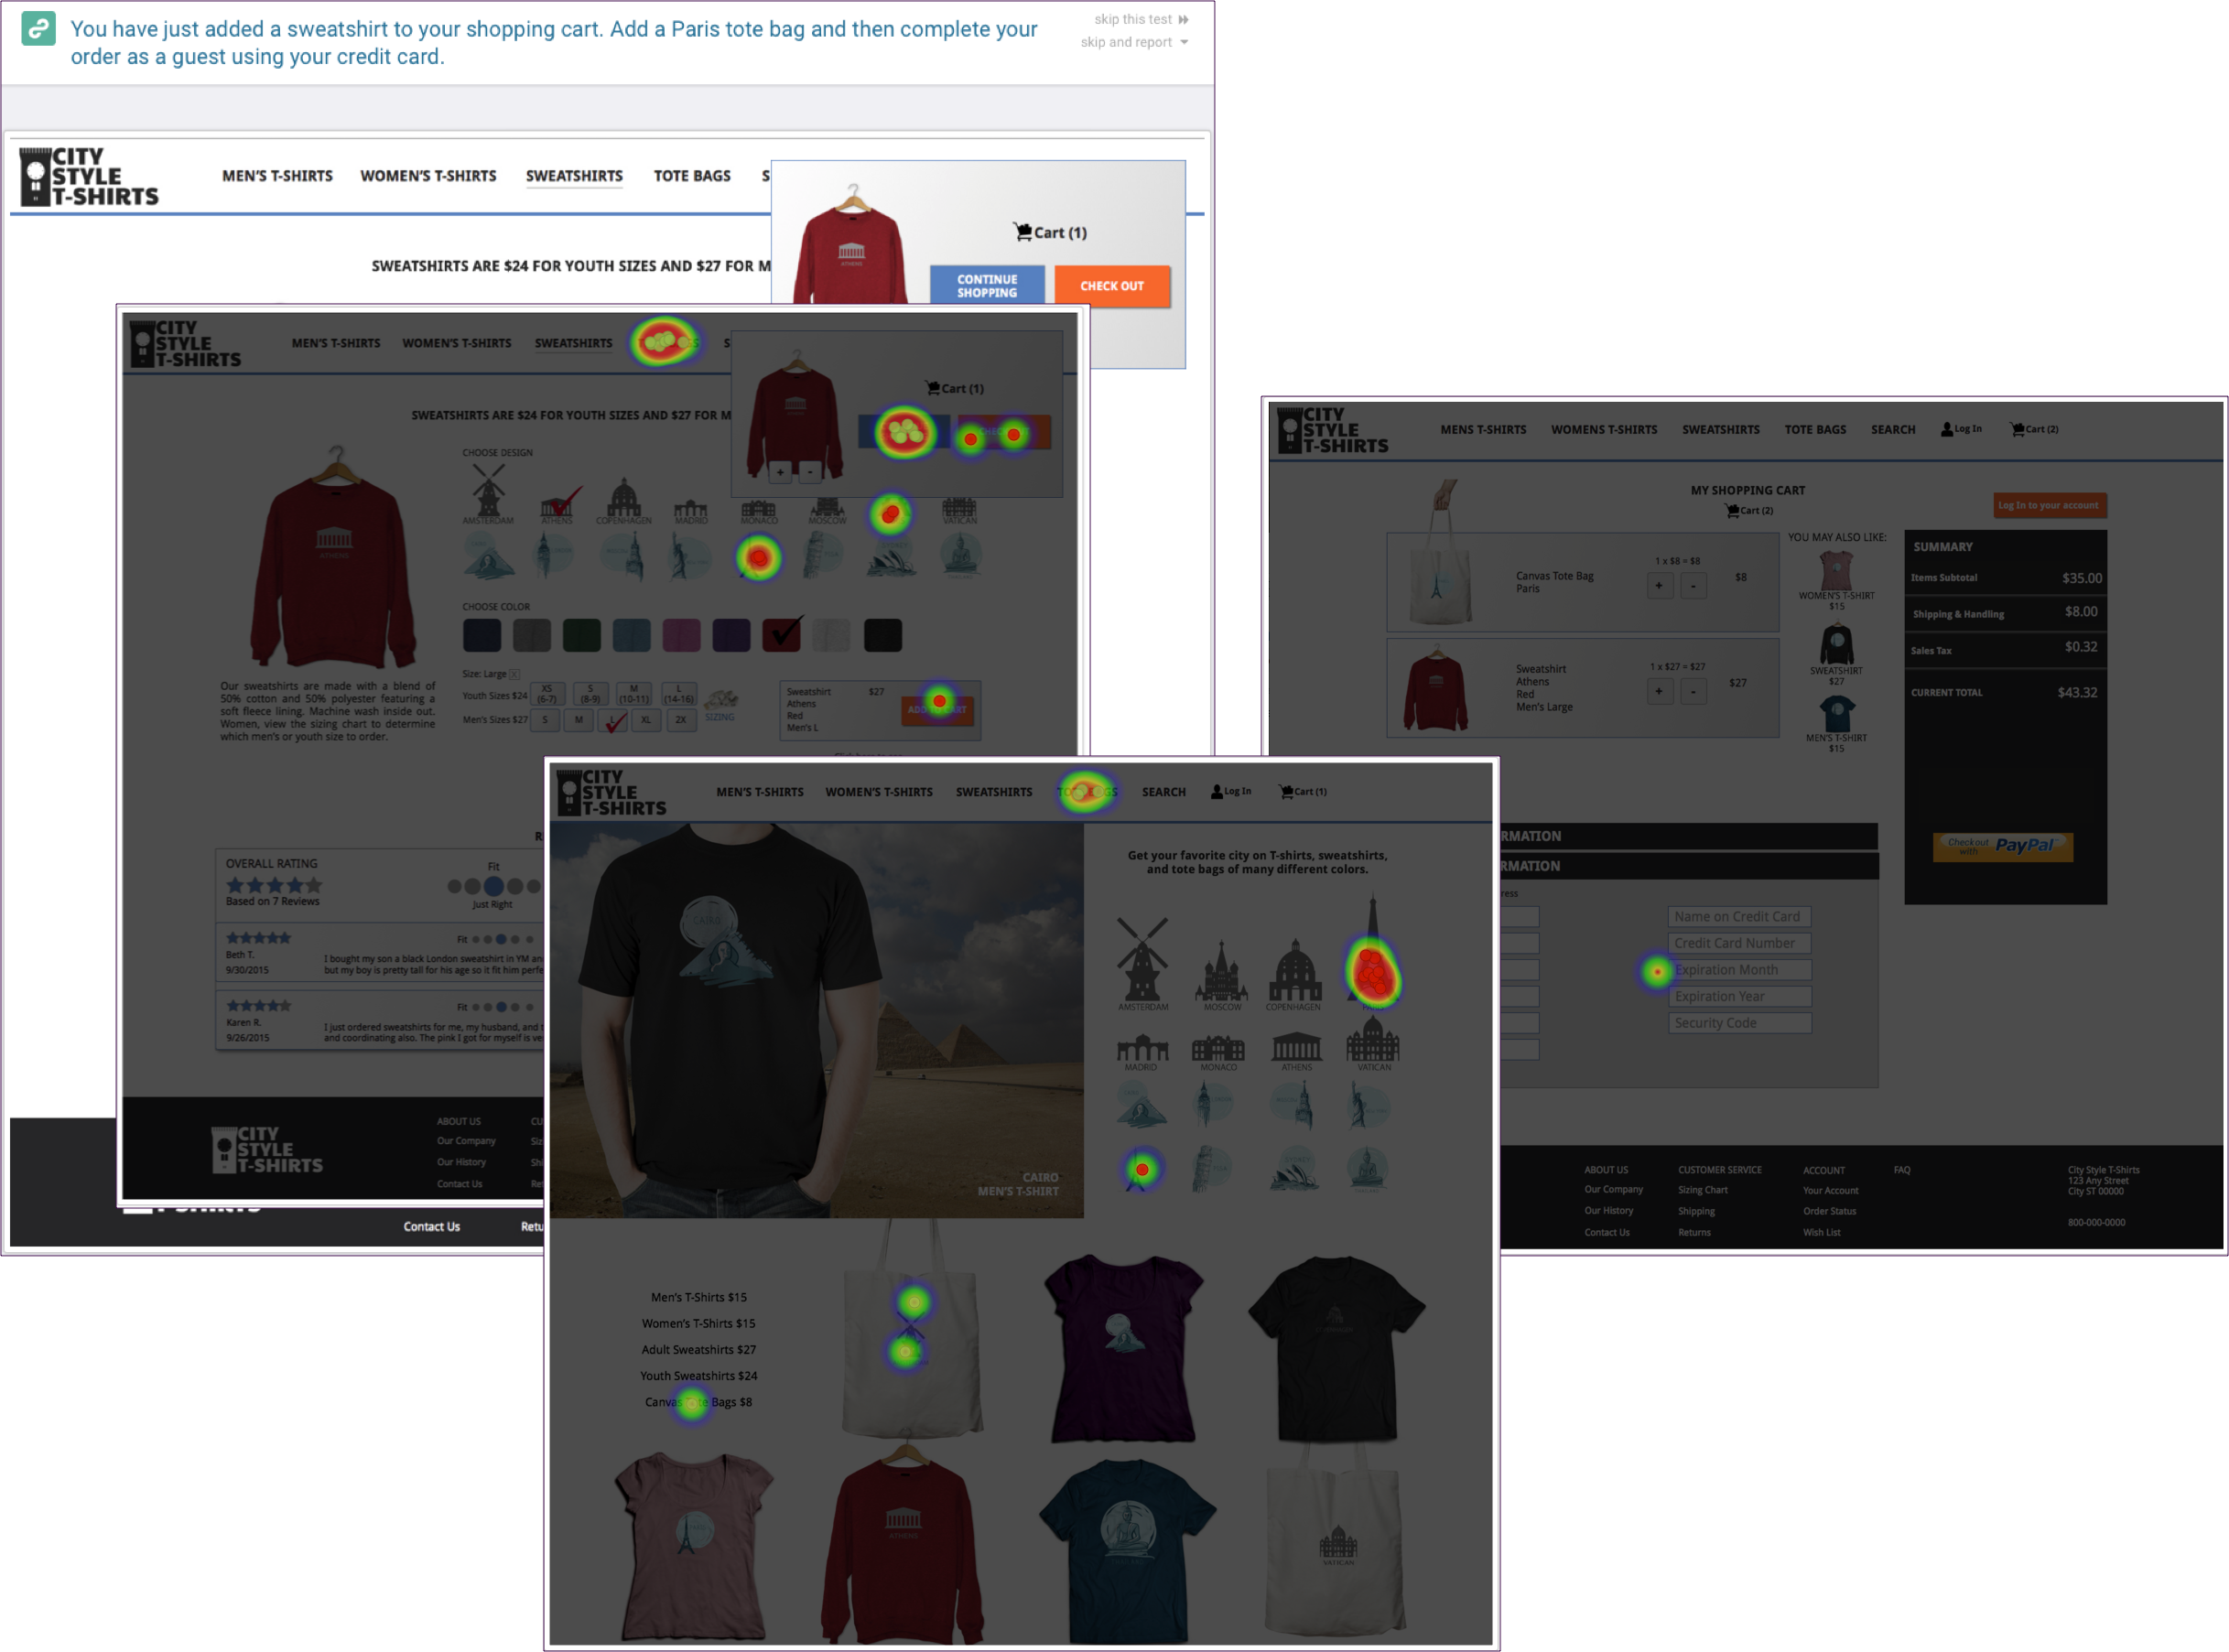 You have just added a sweatshirt to your shopping cart. Add a Paris tote bag and then complete your
order as a guest using your credit card.
skip this test
skip and report
CITY
STYLE
T-SHIRTS
MEN'S T-SHIRTS WOMEN'S T-SHIRTS SWEATSHIRTS TOTE BAGS S
SWEATSHIRTS ARE $24 FOR YOUTH SIZES AND $27 FOR M
ATHENS
Cart (1)
CONTINUE
SHOPPING
CHECK OUT
Contact Us
Retu
CITY
STYLE
T-SHIRTS
MEN'S T-SHIRTS WOMEN'S T-SHIRTS SWEATSHIRTS S
SWEATSHIRTS ARE $24 FOR YOUTH SIZES AND $27 FOR M
Cart (1)
+ -
ATHENS
CHOOSE DESIGN
AMSTERDAM ATHENS COPENHAGEN MADRID MONACO MOSCOW VATICAN
CHOOSE COLOR
Size: Large X
Youth Sizes $24
XS
(6-7)
S
(8-9)
M
(10-11)
L
(14-16)
Men's Sizes $27
S M L XL 2X
SIZING
Sweatshirt $27
Athens
Red
Men's L
Our sweatshirts are made with a blend of
50% cotton and 50% polyester featuring a
soft fleece lining. Machine wash inside out.
Women, view the sizing chart to determine
which men's or youth size to order.
R
OVERALL RATING
Based on 7 Reviews
Fit
Just Right
Beth T.
9/30/2015
Fit
I bought my son a black London sweatshirt in YM an
but my boy is pretty tall for his age so it fit him perfe
Karen R.
9/26/2015
Fit
I just ordered sweatshirts for me, my husband, and t
and coordinating also. The pink I got for myself is ve
CITY
STYLE
T-SHIRTS
ABOUT US
Our Company
Our History
Contact Us
CU
Siz
Shi
Ret
CITY
STYLE
T-SHIRTS
MEN'S T-SHIRTS WOMEN'S T-SHIRTS SWEATSHIRTS SEARCH Log In Cart (1)
CAIRO
CAIRO
MEN'S T-SHIRT
Get your favorite city on T-shirts, sweatshirts,
and tote bags of many different colors.
AMSTERDAM MOSCOW COPENHAGEN
MADRID MONACO ATHENS VATICAN
Men's T-Shirts $15
Women's T-Shirts $15
Adult Sweatshirts $27
Youth Sweatshirts $24
Canvas Tote Bags $8
ATHENS
VATICAN
CITY
STYLE
T-SHIRTS
MENS T-SHIRTS WOMENS T-SHIRTS SWEATSHIRTS TOTE BAGS SEARCH Log In Cart (2)
MY SHOPPING CART
Cart (2)
Log In to your account
Canvas Tote Bag
Paris
1 x $8 = $8
+ -
$8
Sweatshirt
Athens
Red
Men's Large
1 x $27 = $27
+ -
$27
YOU MAY ALSO LIKE:
WOMEN'S T-SHIRT
$15
SWEATSHIRT
$27
MEN'S T-SHIRT
$15
SUMMARY
Items Subtotal $35.00
Shipping & Handling $8.00
Sales Tax $0.32
CURRENT TOTAL $43.32
Checkout
with PayPal
RMATION
RMATION
ress
Name on Credit Card
Credit Card Number
Expiration Month
Expiration Year
Security Code
ABOUT US
Our Company
Our History
Contact Us
CUSTOMER SERVICE
Sizing Chart
Shipping
Returns
ACCOUNT
Your Account
Order Status
Wish List
FAQ
City Style T-Shirts
123 Any Street
City ST 00000
800-000-0000